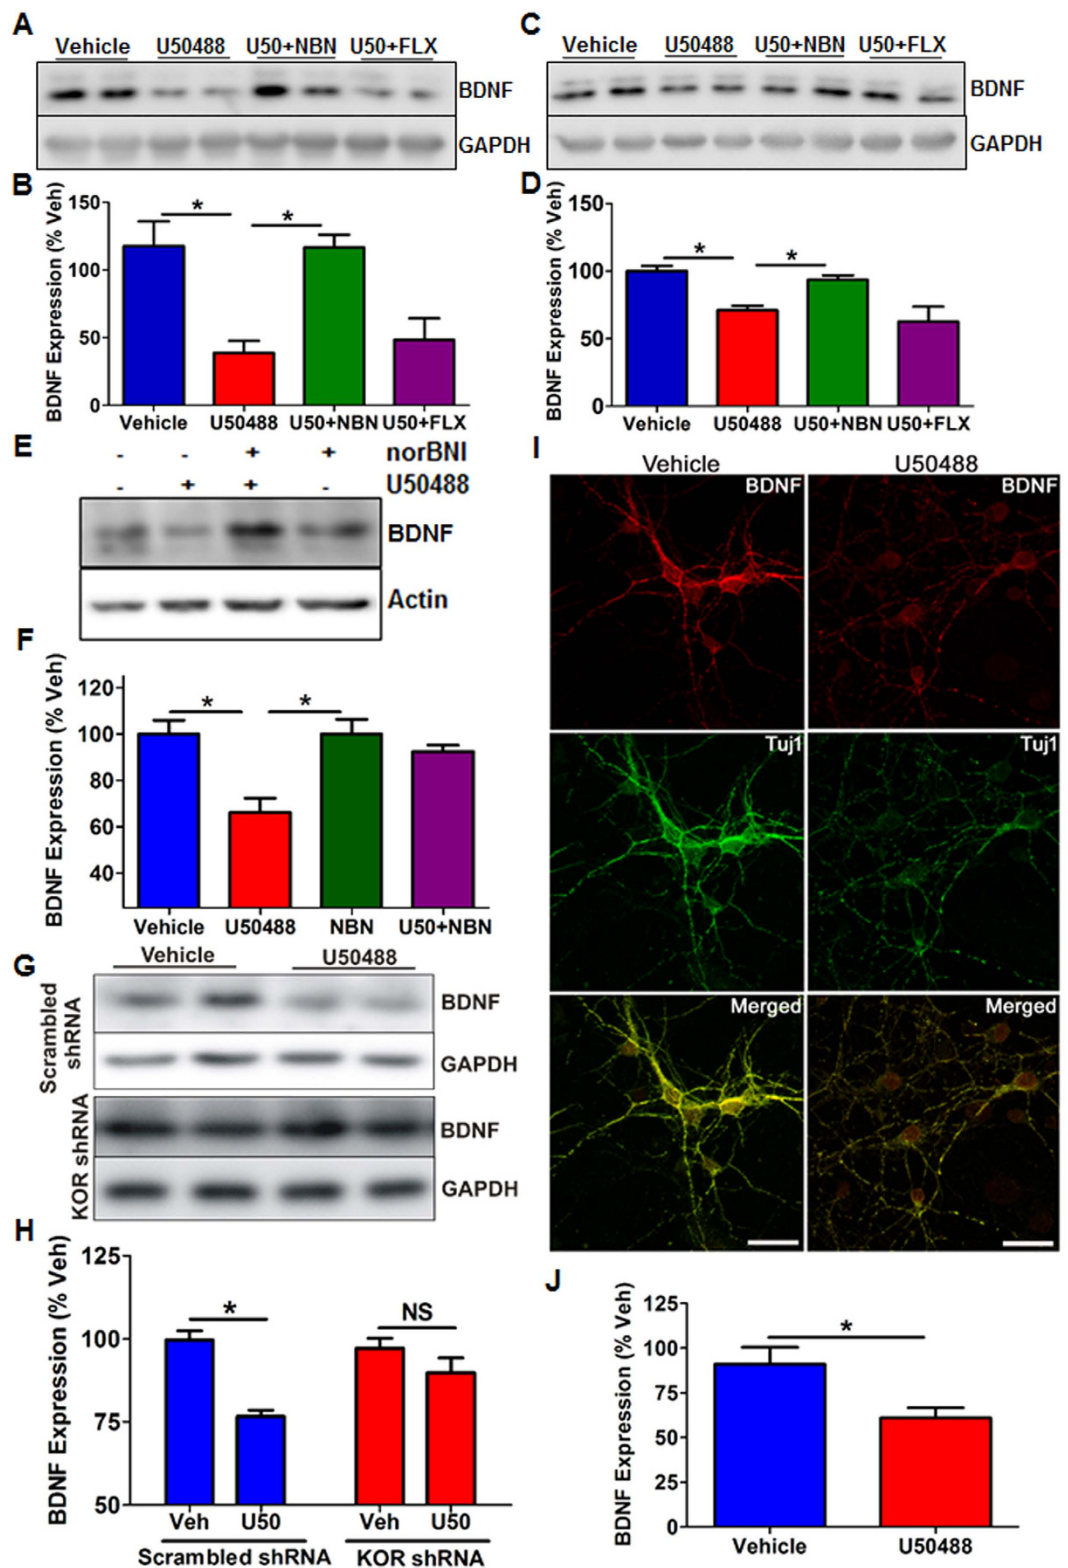 A
Vehicle U50488 U50+NBN U50+FLX
BDNF
GAPDH
B
BDNF Expression (% Veh)
150
100
50
0
Vehicle U50488 U50+NBN U50+FLX
*
*
C
Vehicle U50488 U50+NBN U50+FLX
BDNF
GAPDH
D
BDNF Expression (% Veh)
150
100
50
0
Vehicle U50488 U50+NBN U50+FLX
*
*
E
- - + + norBNI
- + + - U50488
BDNF
Actin
F
BDNF Expression (% Veh)
120
100
80
60
40
Vehicle U50488 NBN U50+NBN
*
*
G
Vehicle U50488
Scrambled shRNA
BDNF
GAPDH
KOR shRNA
BDNF
GAPDH
H
BDNF Expression (% Veh)
125
100
75
50
*
NS
Veh U50 Veh U50
Scrambled shRNA KOR shRNA
I
Vehicle U50488
BDNF BDNF
Tuj1 Tuj1
Merged Merged
J
BDNF Expression (% Veh)
125
100
75
50
25
0
*
Vehicle U50488